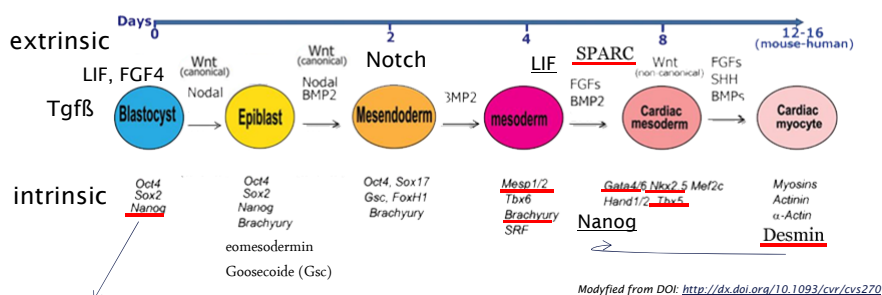 Days
0
2
4
8
12-16
(mouse-human)
extrinsic
LIF, FGF4
Tgfß
Wnt
(canonical)
Nodal
Wnt
(canonical)
Nodal
BMP2
Notch
BMP2
LIF
SPARC
FGFs
BMP2
Wnt
(non-canonical)
FGFs
SHH
BMPs
Blastocyst
Epiblast
Mesendoderm
mesoderm
Cardiac
mesoderm
Cardiac
myocyte
intrinsic
Oct4
Sox2
Nanog
Oct4
Sox2
Nanog
Brachyury
eomesodermin
Goosecoide (Gsc)
Oct4, Sox17
Gsc, FoxH1
Brachyury
Mesp1/2
Tbx6
Brachyury
SRF
Gata4/6 Nkx2.5 Mef2c
Hand1/2, Tbx5
Nanog
Myosins
Actinin
α-Actin
Desmin
Modyfied from DOI: http://dx.doi.org/10.1093/cvr/cvs270